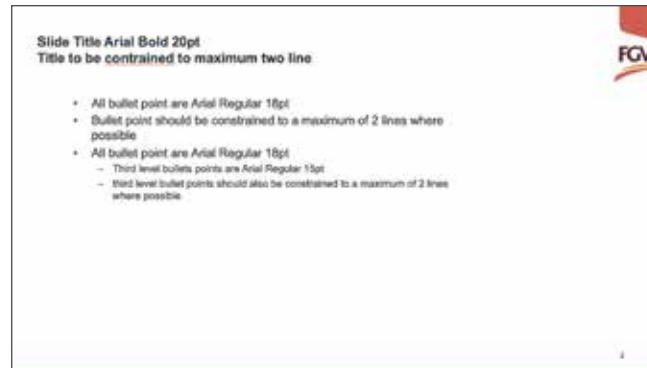 Slide Title Arial Bold 20pt
Title to be contrained to maximum two line
FGV
• All bullet point are Arial Regular 18pt
• Bullet point should be constrained to a maximum of 2 lines where
possible
• All bullet point are Arial Regular 18pt
– Third level bullets points are Arial Regular 15pt
– third level bullet points should also be constrained to a maximum of 2 lines
where possible